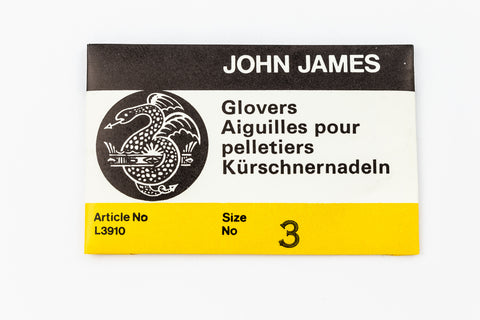 JOHN JAMES
Glovers
Aiguilles pour
pelletiers
Kürschnernadeln
Article No
L3910
Size
No
3